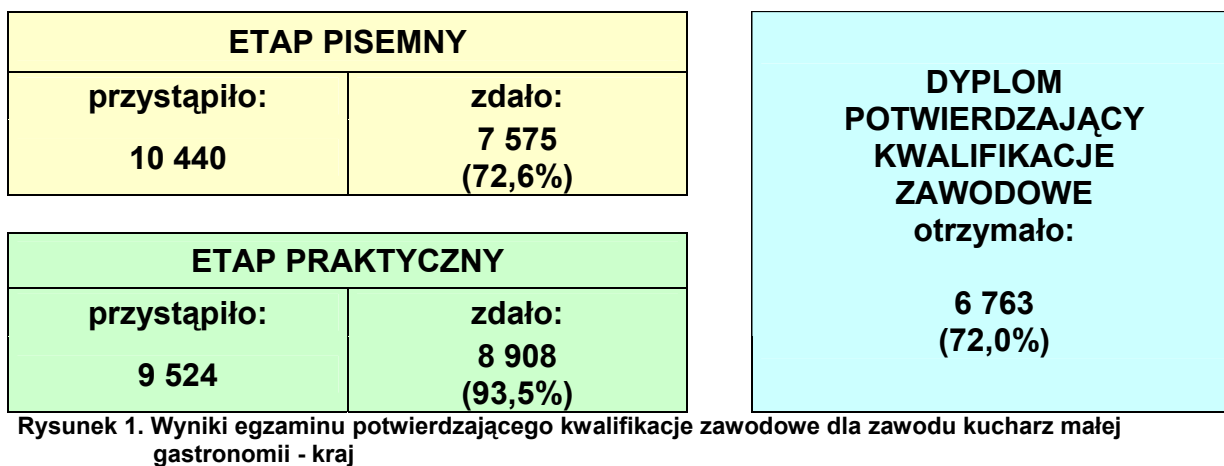 ETAP PISEMNY
przystąpiło:
zdało:
10 440
7 575
(72,6%)
ETAP PRAKTYCZNY
przystąpiło:
zdało:
9 524
8 908
(93,5%)
DYPLOM
POTWIERDZAJĄCY
KWALIFIKACJE
ZAWODOWE
otrzymało:
6 763
(72,0%)
Rysunek 1. Wyniki egzaminu potwierdzającego kwalifikacje zawodowe dla zawodu kucharz małej
gastronomii - kraj